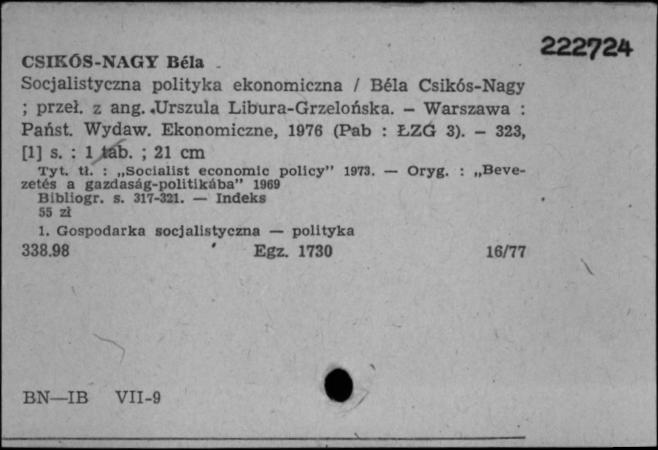 222724
CSIKÓS-NAGY Béla
Socjalistyczna polityka ekonomiczna / Béla Csikós-Nagy
; przeł. z ang. Urszula Libura-Grzelońska. – Warszawa :
Państ. Wydaw. Ekonomiczne, 1976 (Pab : ŁZG 3). – 323,
[1] s. : 1 tab. ; 21 cm
Tyt. tł. : „Socialist economic policy” 1973. — Oryg. : „Beve-
zetés a gazdaság-politikába” 1969
Bibliogr. s. 317-321. — Indeks
55 zł
1. Gospodarka socjalistyczna — polityka
338.98 Egz. 1730 16/77
BN—IB VII-9